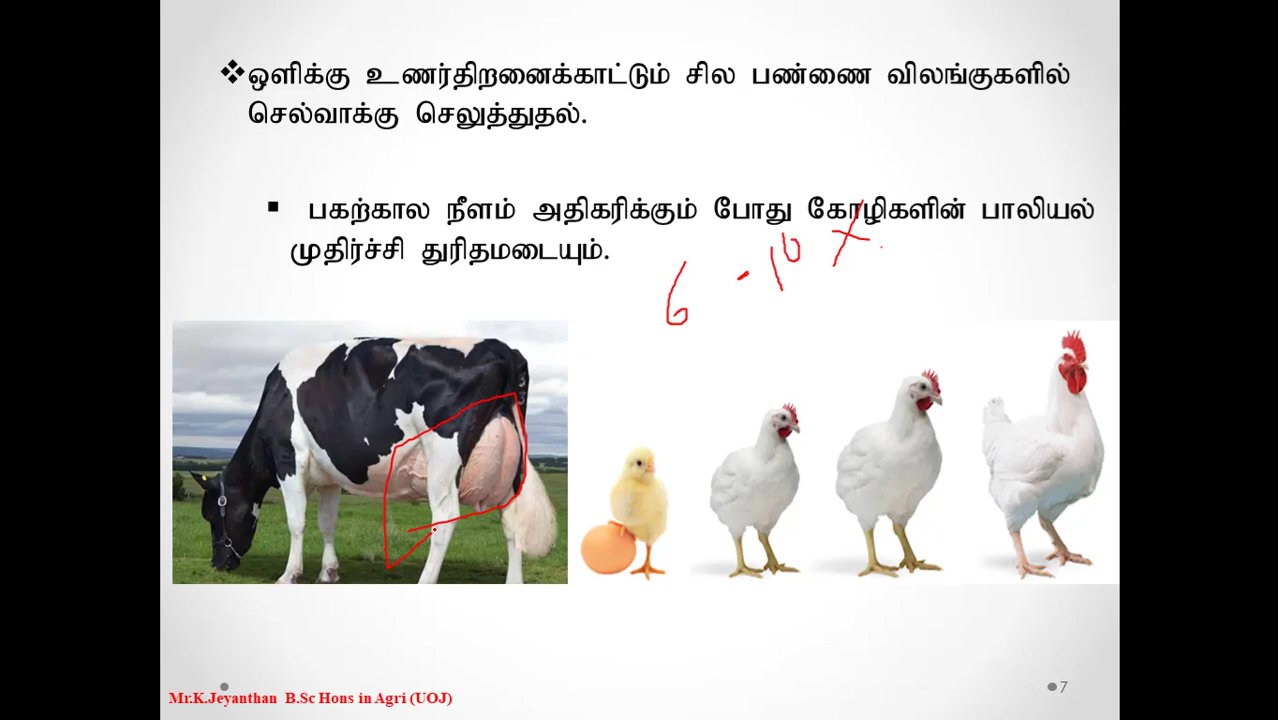 ❖ஒளிக்கு உணர்திறனைக்காட்டும் சில பண்ணை விலங்குகளில்
செல்வாக்கு செலுத்துதல்.
▪ பகற்கால நீளம் அதிகரிக்கும் போது கோழிகளின் பாலியல்
முதிர்ச்சி துரிதமடையும்.
6 - 10 X
Mr.K.Jeyanthan B.Sc Hons in Agri (UOJ)
7